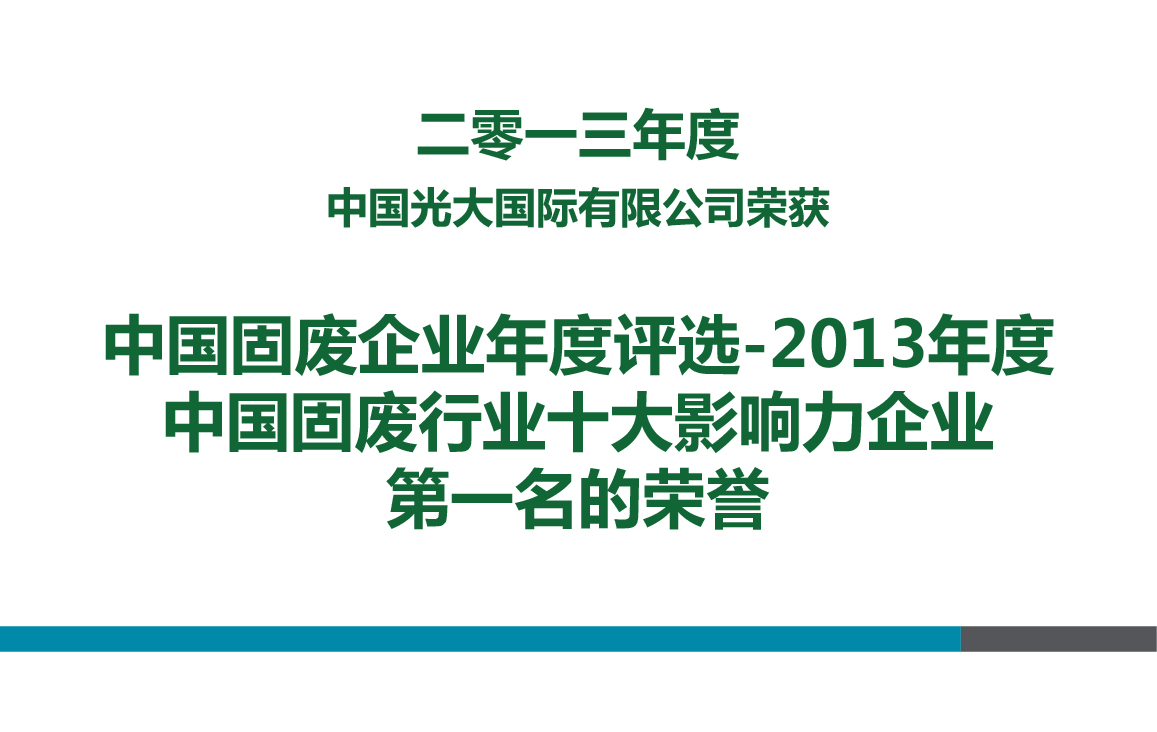 二零一三年度
中国光大国际有限公司荣获
中国固废企业年度评选-2013年度
中国固废行业十大影响力企业
第一名的荣誉